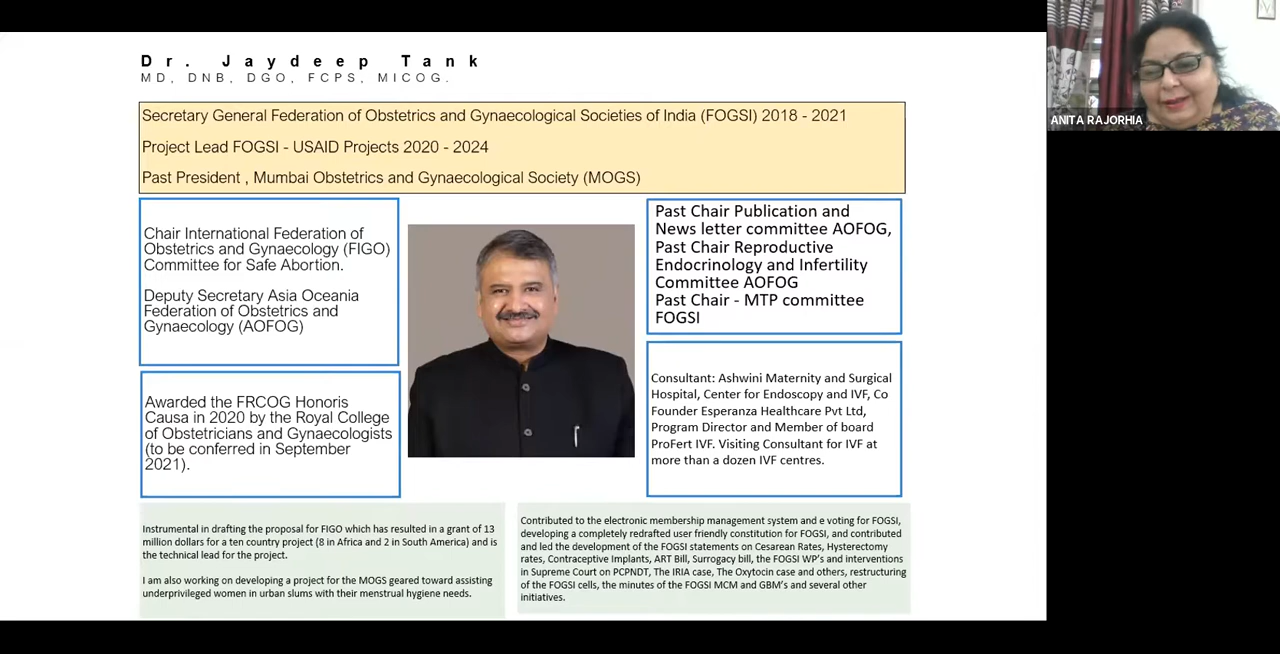 Dr. Jaydeep Tank
MD, DNB, DGO, FCPS, MICOG.
Secretary General Federation of Obstetrics and Gynaecological Societies of India (FOGSI) 2018 - 2021
Project Lead FOGSI - USAID Projects 2020 - 2024
Past President , Mumbai Obstetrics and Gynaecological Society (MOGS)
Chair International Federation of
Obstetrics and Gynaecology (FIGO)
Committee for Safe Abortion.
Deputy Secretary Asia Oceania
Federation of Obstetrics and
Gynaecology (AOFOG)
Past Chair Publication and
News letter committee AOFOG,
Past Chair Reproductive
Endocrinology and Infertility
Committee AOFOG
Past Chair - MTP committee
FOGSI
Awarded the FRCOG Honoris
Causa in 2020 by the Royal College
of Obstetricians and Gynaecologists
(to be conferred in September
2021).
Consultant: Ashwini Maternity and Surgical
Hospital, Center for Endoscopy and IVF, Co
Founder Esperanza Healthcare Pvt Ltd,
Program Director and Member of board
ProFert IVF. Visiting Consultant for IVF at
more than a dozen IVF centres.
Instrumental in drafting the proposal for FIGO which has resulted in a grant of 13
million dollars for a ten country project (8 in Africa and 2 in South America) and is
the technical lead for the project.
I am also working on developing a project for the MOGS geared toward assisting
underprivileged women in urban slums with their menstrual hygiene needs.
Contributed to the electronic membership management system and e voting for FOGSI,
developing a completely redrafted user friendly constitution for FOGSI, and contributed
and led the development of the FOGSI statements on Cesarean Rates, Hysterectomy
rates, Contraceptive Implants, ART Bill, Surrogacy bill, the FOGSI WP's and interventions
in Supreme Court on PCPNDT, The IRIA case, The Oxytocin case and others, restructuring
of the FOGSI cells, the minutes of the FOGSI MCM and GBM's and several other
initiatives.
ANITA RAJORHIA